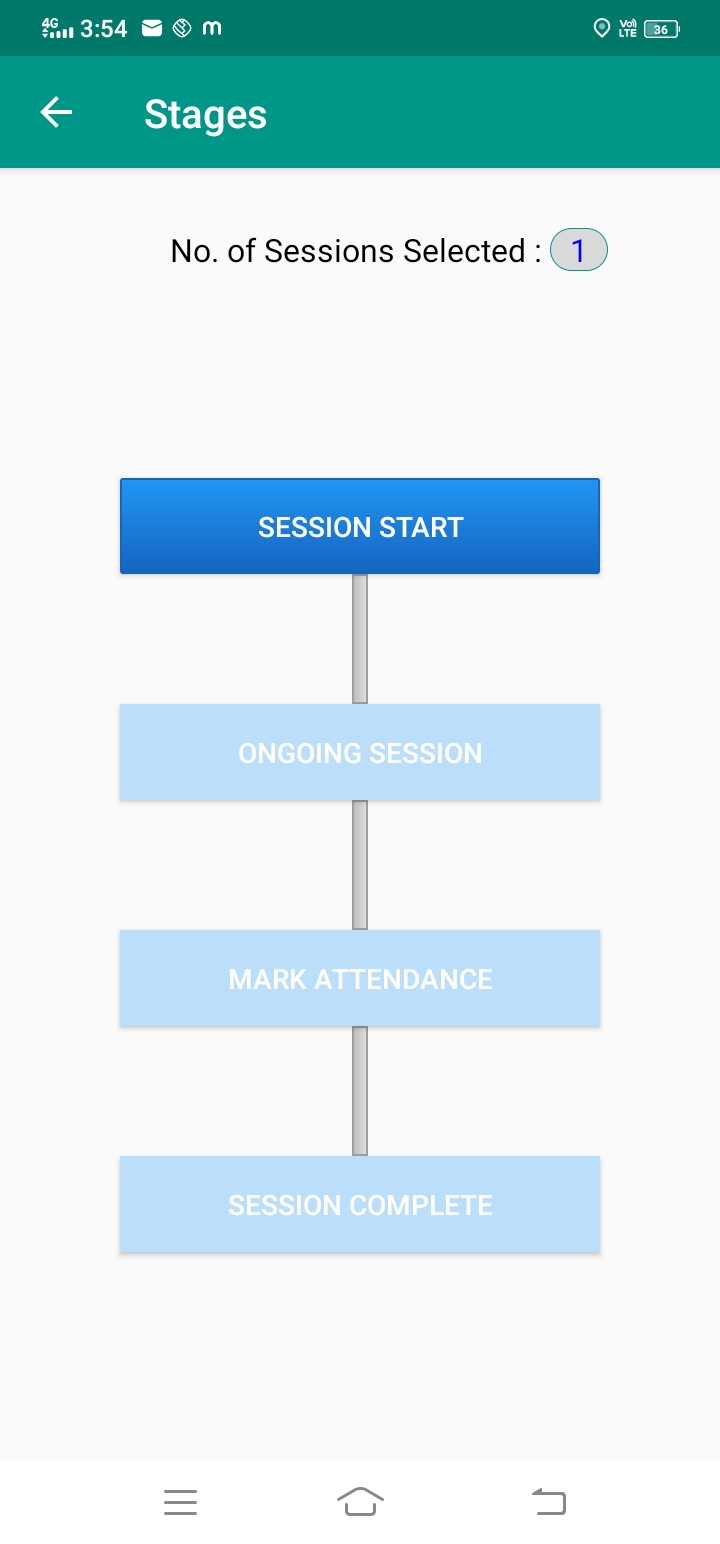 4G 3:54 m Vo) LTE 36
Stages
No. of Sessions Selected : 1
SESSION START
ONGOING SESSION
MARK ATTENDANCE
SESSION COMPLETE